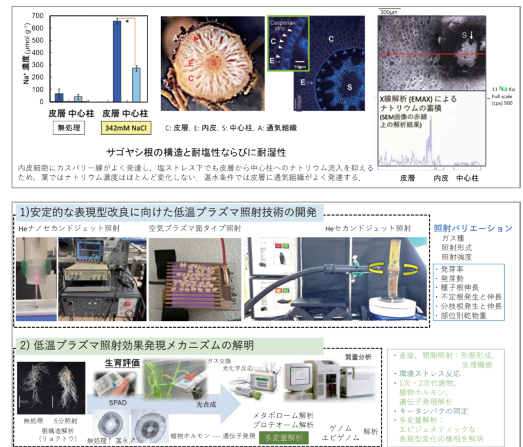 Na⁺ 濃度 (μmol g⁻¹)
700
600
500
400
300
200
100
0
*
皮層 中心柱 皮層 中心柱
無処理
342mM NaCl
A
C
E
S
Casparian strip
C
E
10μm
C
E
S
C: 皮層, E: 内皮, S: 中心柱, A: 通気組織
300μm
C
S
E
11 Na Kα
Full scale
(cps) 500
X線解析 (EMAX) による
ナトリウムの蓄積
(SEM画像の赤線
上の解析結果)
皮層 内皮 中心柱
サゴヤシ根の構造と耐塩性ならびに耐湿性
内皮細胞にカスパリー線がよく発達し，塩ストレス下でも皮層から中心柱へのナトリウム流入を抑える
ため，葉ではナトリウム濃度はほとんど変化しない．湛水条件では皮層に通気組織がよく発達する．
1)安定的な表現型改良に向けた低温プラズマ照射技術の開発
Heナノセカンドジェット照射
空気プラズマ面タイプ照射
Heセカンドジェット照射
照射バリエーション
ガス種
照射形式
照射強度
・発芽率
・発芽勢
・種子根伸長
・不定根発生と伸長
・分枝根発生と伸長
・部位別乾物重
2) 低温プラズマ照射効果発現メカニズムの解明
生育評価
ガス交換
光化学反応
質量分析
SPAD
光合成
無処理 5分照射
根構造解析
(リョクトウ)
無処理↑ 湛水↑
植物ホルモン --- 遺伝子発現
メタボローム解析
プロテオーム解析
多変量解析
ゲノム
エピゲノム
解析
・直線，間隙照射：形態形成，
生理機能
・環境ストレス反応
・1次・2次代謝物，
植物ホルモン，
遺伝子発現解析
・キータンパクの同定
・多変量解析：
エピジェネティックな
表現型改変の様相を解明